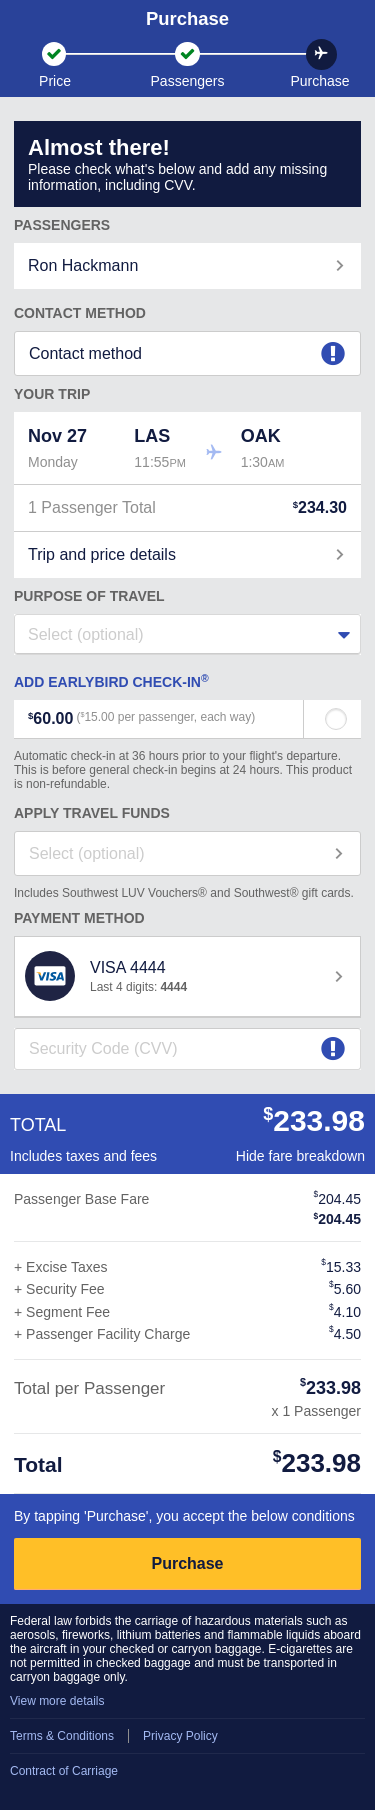 Purchase
Price
Passengers
Purchase
Almost there!
Please check what's below and add any missing
information, including CVV.
PASSENGERS
Ron Hackmann
CONTACT METHOD
Contact method
YOUR TRIP
Nov 27 LAS OAK
Monday 11:55PM 1:30AM
1 Passenger Total $234.30
Trip and price details
PURPOSE OF TRAVEL
Select (optional)
ADD EARLYBIRD CHECK-IN®
$60.00 ($15.00 per passenger, each way)
Automatic check-in at 36 hours prior to your flight's departure.
This is before general check-in begins at 24 hours. This product
is non-refundable.
APPLY TRAVEL FUNDS
Select (optional)
Includes Southwest LUV Vouchers® and Southwest® gift cards.
PAYMENT METHOD
VISA
VISA 4444
Last 4 digits: 4444
Security Code (CVV)
TOTAL $233.98
Includes taxes and fees Hide fare breakdown
Passenger Base Fare $204.45
$204.45
+ Excise Taxes $15.33
+ Security Fee $5.60
+ Segment Fee $4.10
+ Passenger Facility Charge $4.50
Total per Passenger $233.98
x 1 Passenger
Total $233.98
By tapping 'Purchase', you accept the below conditions
Purchase
Federal law forbids the carriage of hazardous materials such as
aerosols, fireworks, lithium batteries and flammable liquids aboard
the aircraft in your checked or carryon baggage. E-cigarettes are
not permitted in checked baggage and must be transported in
carryon baggage only.
View more details
Terms & Conditions Privacy Policy
Contract of Carriage